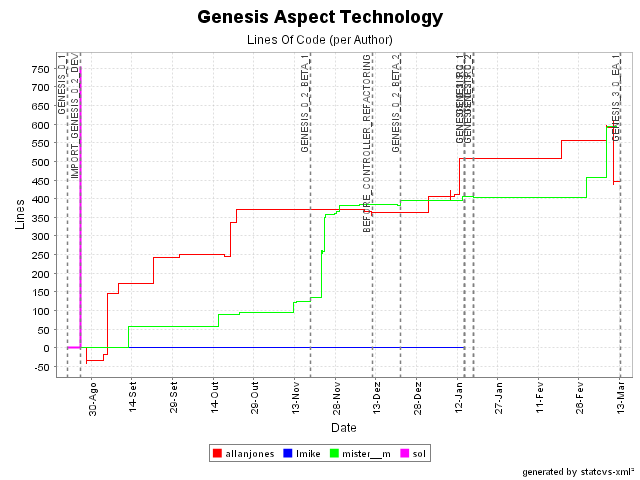 Genesis Aspect Technology
Lines Of Code (per Author)
Lines
750
700
650
600
550
500
450
400
350
300
250
200
150
100
50
0
-50
GENESIS_0_1
IMPORT_GENESIS_0_2_DEV
GENESIS_0_2_BETA_1
BEFORE_CONTROLLER_REFACTORING
GENESIS_0_2_BETA_2
GENESIS_3_0_EA_1
30-Ago
14-Set
29-Set
14-Out
29-Out
13-Nov
28-Nov
13-Dez
28-Dez
12-Jan
27-Jan
11-Fev
26-Fev
13-Mar
Date
allanjones
lmike
mister__m
sol
generated by statcvs-xml²